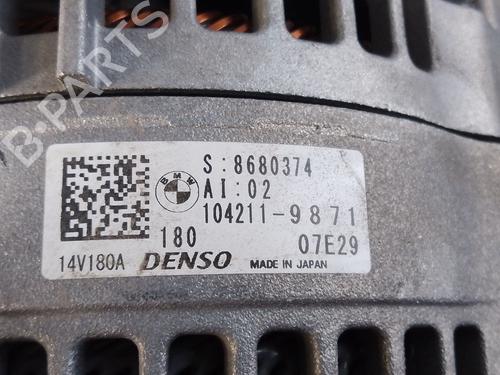 S:8680374
BMW
AI:02
104211-9871
180 07E29
14V180A DENSO MADE IN JAPAN
B-PARTS